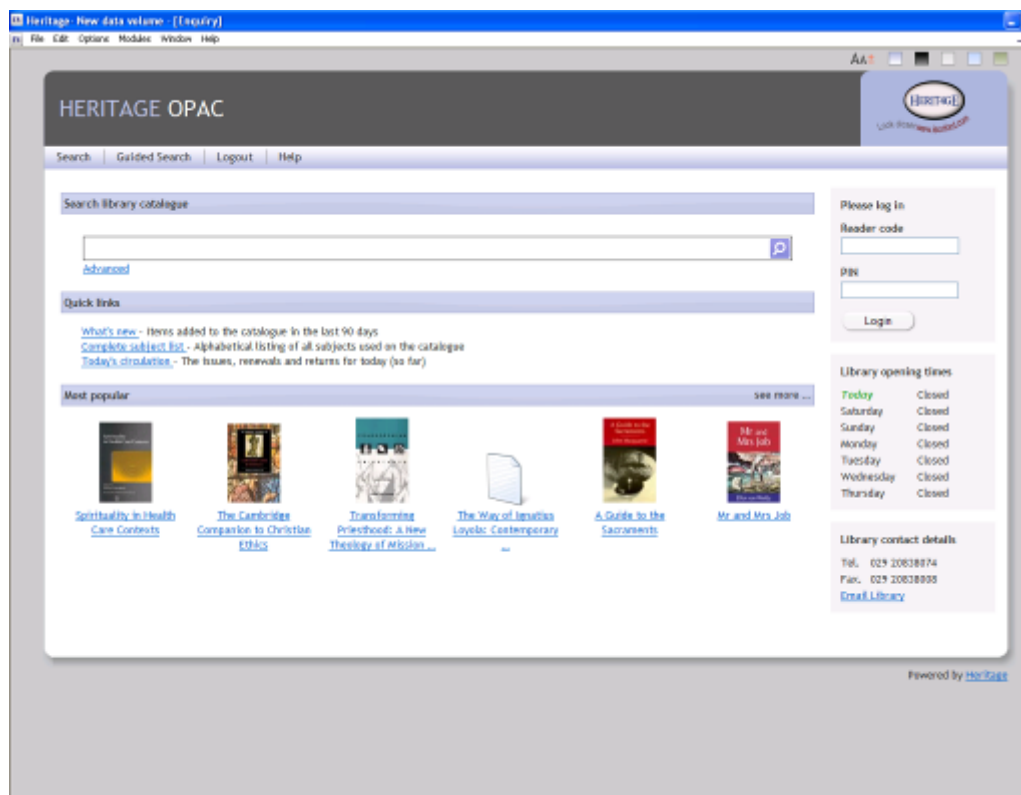 Heritage- New data volume - [Enquiry]
File Edit Options Modules Window Help
AA±
HERITAGE OPAC
HERITAGE
Search Guided Search Logout Help
Search library catalogue
Advanced
Quick links
What's new - Items added to the catalogue in the last 90 days
Complete subject list - Alphabetical listing of all subjects used on the catalogue
Today's circulation - The issues, renewals and returns for today (so far)
Most popular see more ...
A Guide to the
Sacraments
Mr and
Mrs Job
Spirituality in Health
Care Contexts
The Cambridge
Companion to Christian
Ethics
Transforming
Priesthood: A New
Theology of Mission ...
The Way of Ignatius
Loyola: Contemporary
...
A Guide to the
Sacraments
Mr and Mrs Job
Please log in
Reader code
PIN
Login
Library opening times
Today Closed
Saturday Closed
Sunday Closed
Monday Closed
Tuesday Closed
Wednesday Closed
Thursday Closed
Library contact details
Tel. 029 20838074
Fax. 029 20838008
Email Library
Powered by Heritage